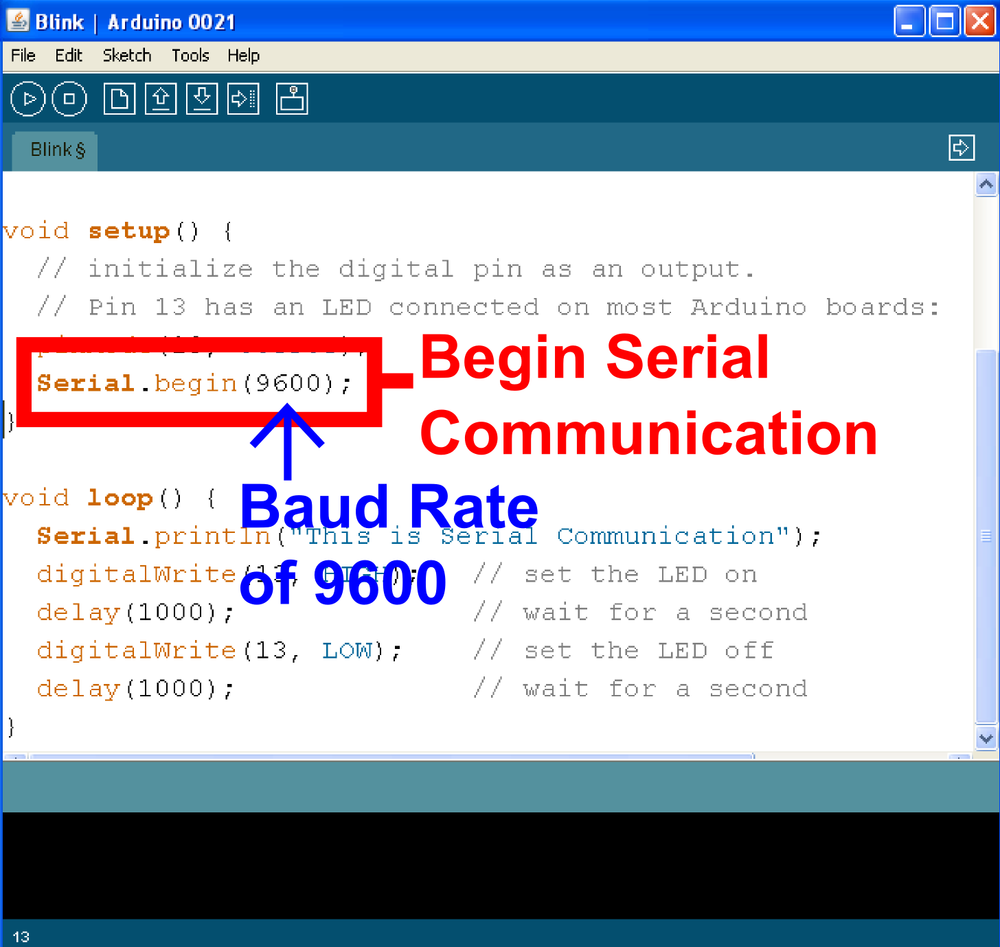 Blink | Arduino 0021
File Edit Sketch Tools Help
Blink §
void setup() {
// initialize the digital pin as an output.
// Pin 13 has an LED connected on most Arduino boards:
Serial.begin(9600);
}
Begin Serial
Communication
Baud Rate
of 9600
void loop() {
Serial.println("This is Serial Communication");
digitalWrite(13, HIGH); // set the LED on
delay(1000); // wait for a second
digitalWrite(13, LOW); // set the LED off
delay(1000); // wait for a second
}
13